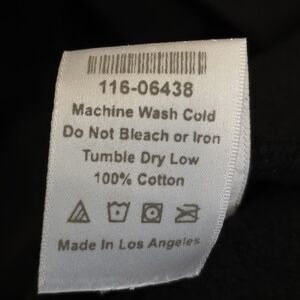 116-06438
Machine Wash Cold
Do Not Bleach or Iron
Tumble Dry Low
100% Cotton
Made In Los Angeles